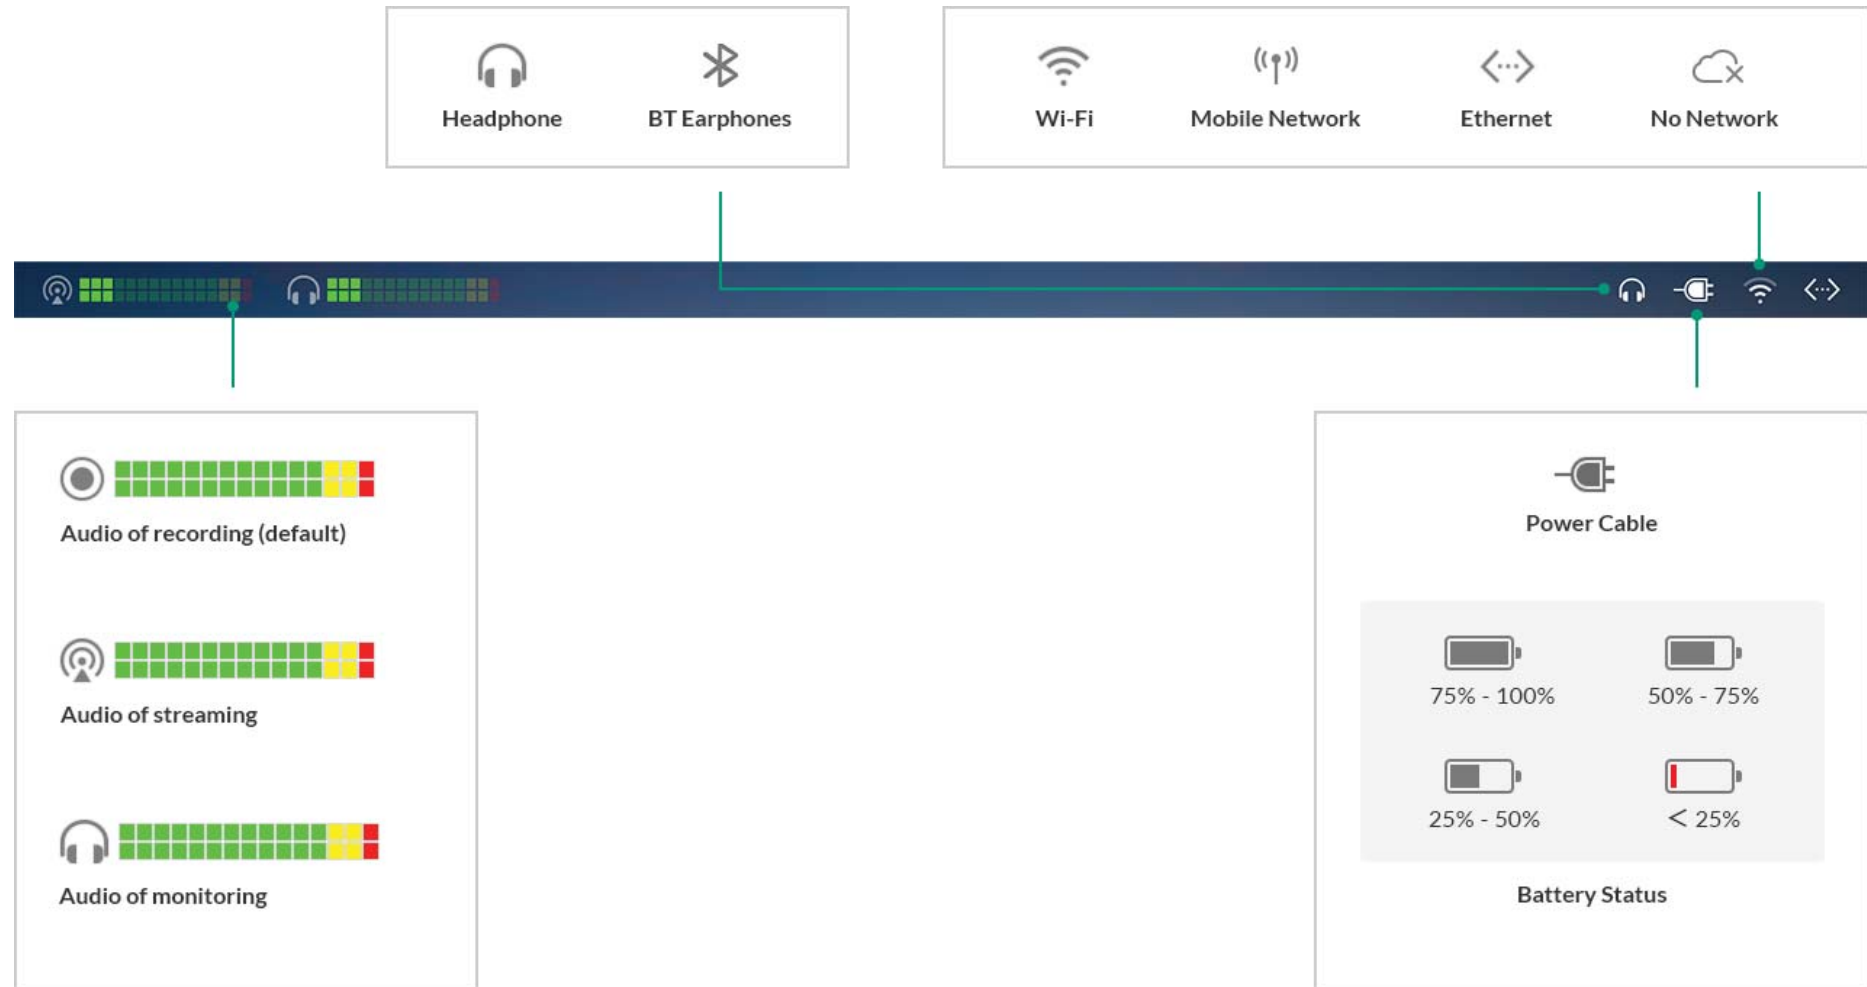 Headphone
BT Earphones
Wi-Fi
Mobile Network
Ethernet
No Network
Audio of recording (default)
Audio of streaming
Audio of monitoring
Power Cable
75% - 100%
50% - 75%
25% - 50%
< 25%
Battery Status